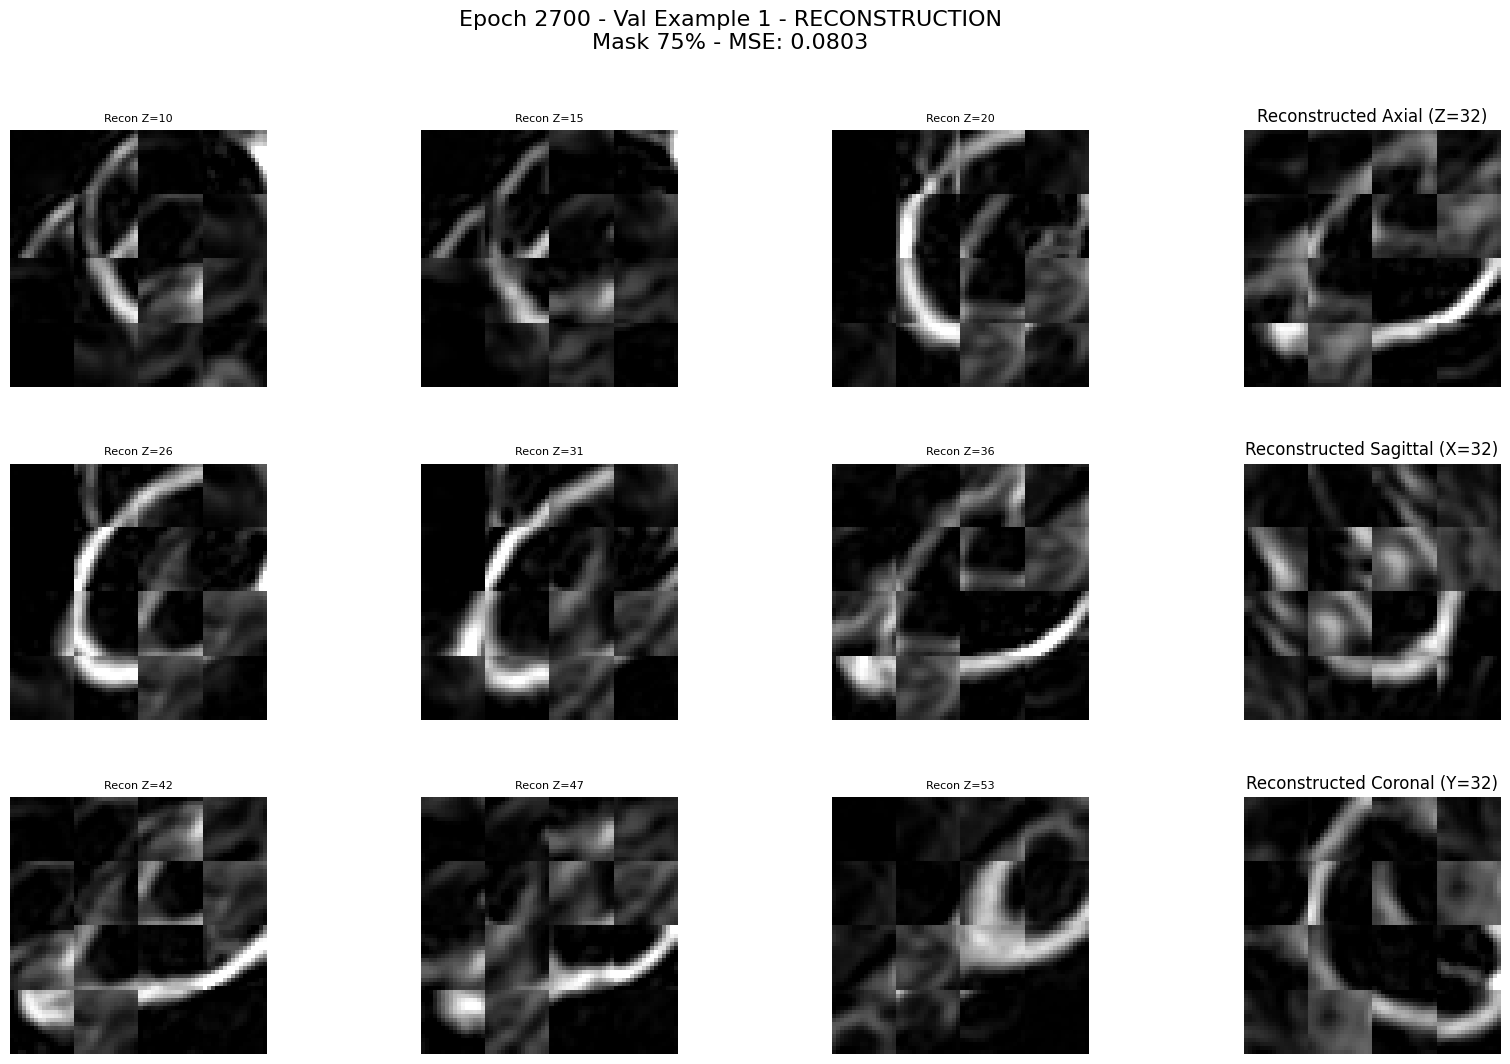 Epoch 2700 - Val Example 1 - RECONSTRUCTION
Mask 75% - MSE: 0.0803
Recon Z=10
Recon Z=15
Recon Z=20
Reconstructed Axial (Z=32)
Recon Z=26
Recon Z=31
Recon Z=36
Reconstructed Sagittal (X=32)
Recon Z=42
Recon Z=47
Recon Z=53
Reconstructed Coronal (Y=32)